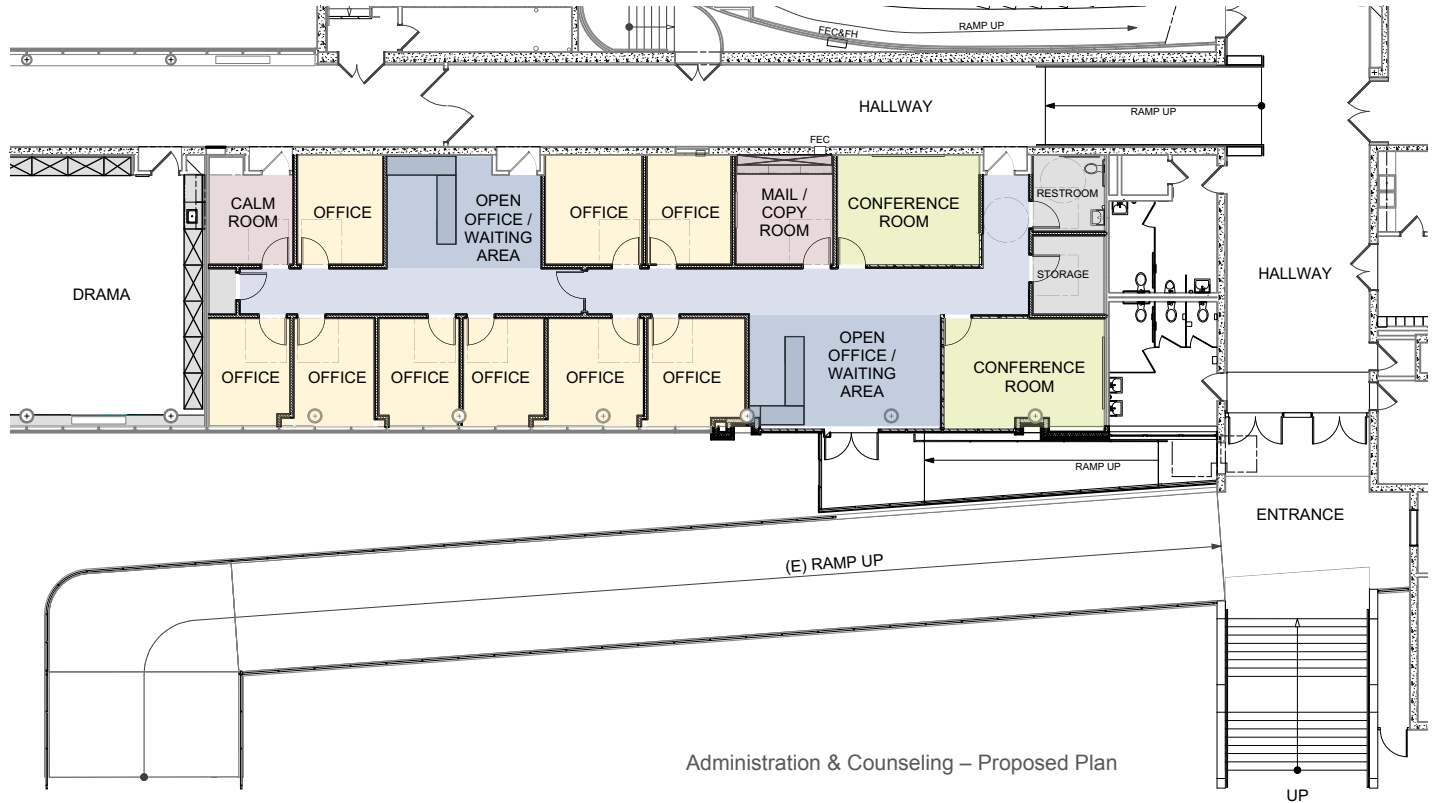 FEC&FH
RAMP UP
HALLWAY
RAMP UP
FEC
CALM
ROOM
OFFICE
OPEN
OFFICE /
WAITING
AREA
OFFICE
OFFICE
MAIL /
COPY
ROOM
CONFERENCE
ROOM
RESTROOM
STORAGE
HALLWAY
DRAMA
OFFICE
OFFICE
OFFICE
OFFICE
OFFICE
OFFICE
OPEN
OFFICE /
WAITING
AREA
CONFERENCE
ROOM
RAMP UP
ENTRANCE
(E) RAMP UP
Administration & Counseling – Proposed Plan
UP